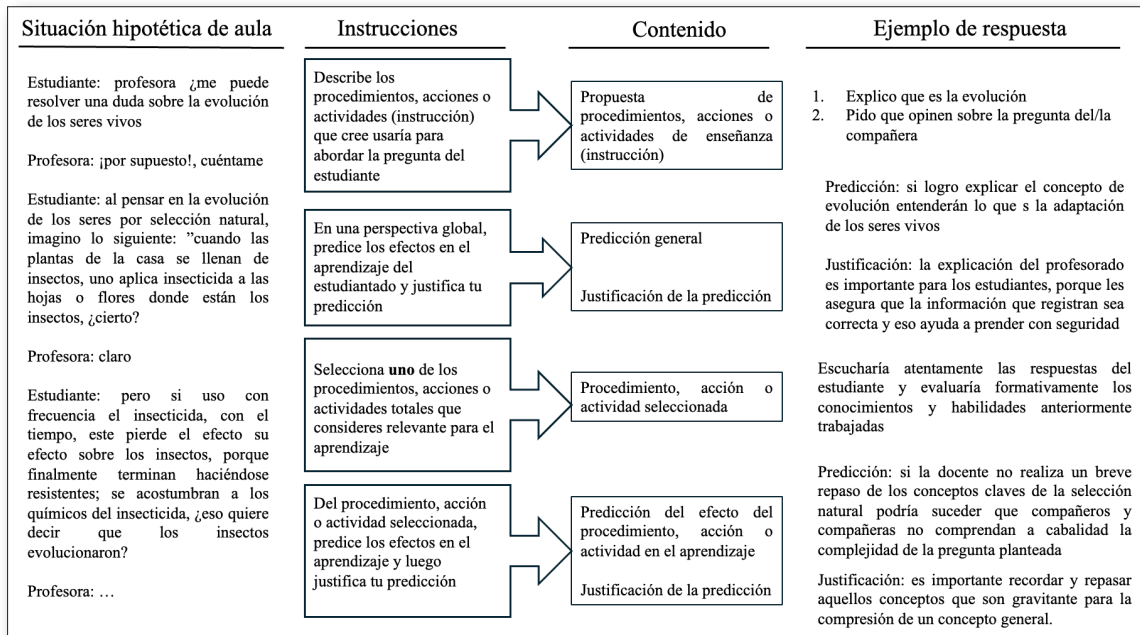 Situación hipotética de aula
Estudiante: profesora ¿me puede
resolver una duda sobre la evolución
de los seres vivos
Profesora: ¡por supuesto!, cuéntame
Estudiante: al pensar en la evolución
de los seres por selección natural,
imagino lo siguiente: ”cuando las
plantas de la casa se llenan de
insectos, uno aplica insecticida a las
hojas o flores donde están los
insectos, ¿cierto?
Profesora: claro
Estudiante: pero si uso con
frecuencia el insecticida, con el
tiempo, este pierde el efecto su
efecto sobre los insectos, porque
finalmente terminan haciéndose
resistentes; se acostumbran a los
químicos del insecticida, ¿eso quiere
decir que los insectos
evolucionaron?
Profesora: …
Instrucciones
Describe los
procedimientos, acciones o
actividades (instrucción)
que cree usaría para
abordar la pregunta del
estudiante
En una perspectiva global,
predice los efectos en el
aprendizaje del
estudiantado y justifica tu
predicción
Selecciona uno de los
procedimientos, acciones o
actividades totales que
consideres relevante para el
aprendizaje
Del procedimiento, acción
o actividad seleccionada,
predice los efectos en el
aprendizaje y luego
justifica tu predicción
Contenido
Propuesta de
procedimientos, acciones o
actividades de enseñanza
(instrucción)
Predicción general
Justificación de la predicción
Procedimiento, acción o
actividad seleccionada
Predicción del efecto del
procedimiento, acción o
actividad en el aprendizaje
Justificación de la predicción
Ejemplo de respuesta
1. Explico que es la evolución
2. Pido que opinen sobre la pregunta del/la
compañera
Predicción: si logro explicar el concepto de
evolución entenderán lo que s la adaptación
de los seres vivos
Justificación: la explicación del profesorado
es importante para los estudiantes, porque les
asegura que la información que registran sea
correcta y eso ayuda a prender con seguridad
Escucharía atentamente las respuestas del
estudiante y evaluaría formativamente los
conocimientos y habilidades anteriormente
trabajadas
Predicción: si la docente no realiza un breve
repaso de los conceptos claves de la selección
natural podría suceder que compañeros y
compañeras no comprendan a cabalidad la
complejidad de la pregunta planteada
Justificación: es importante recordar y repasar
aquellos conceptos que son gravitante para la
compresión de un concepto general.